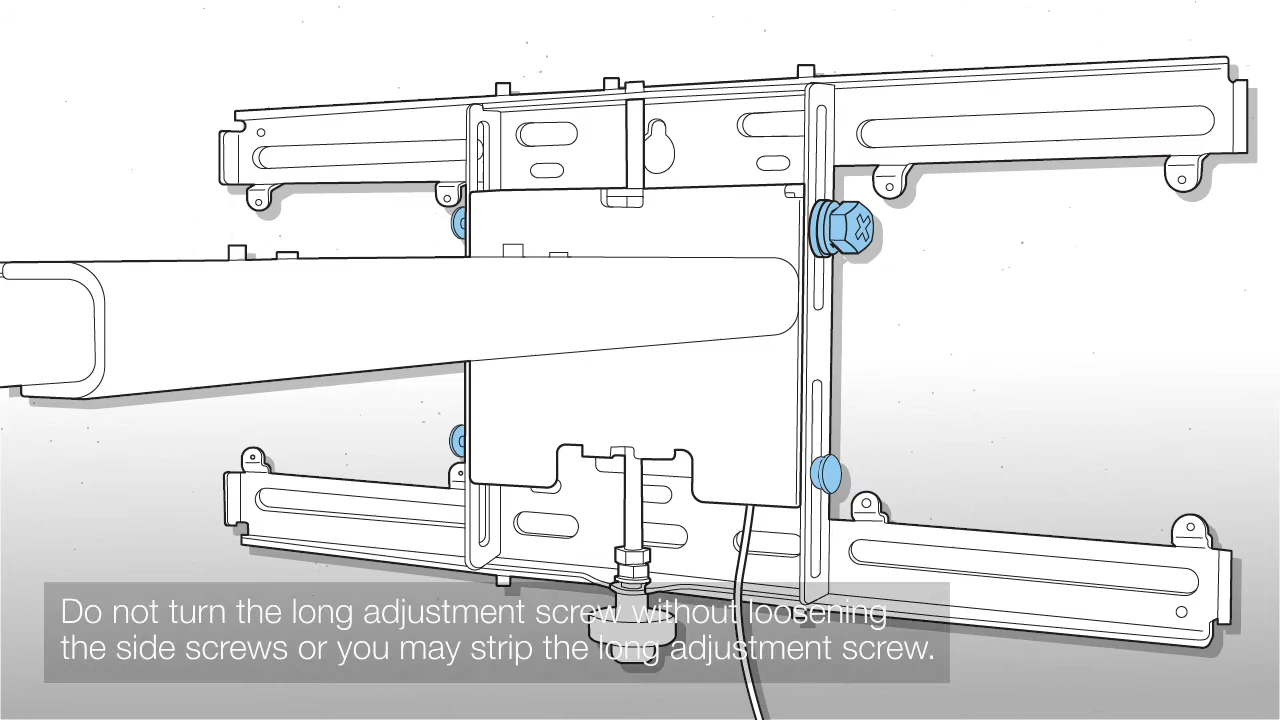 Do not turn the long adjustment screw without loosening
the side screws or you may strip the long adjustment screw.